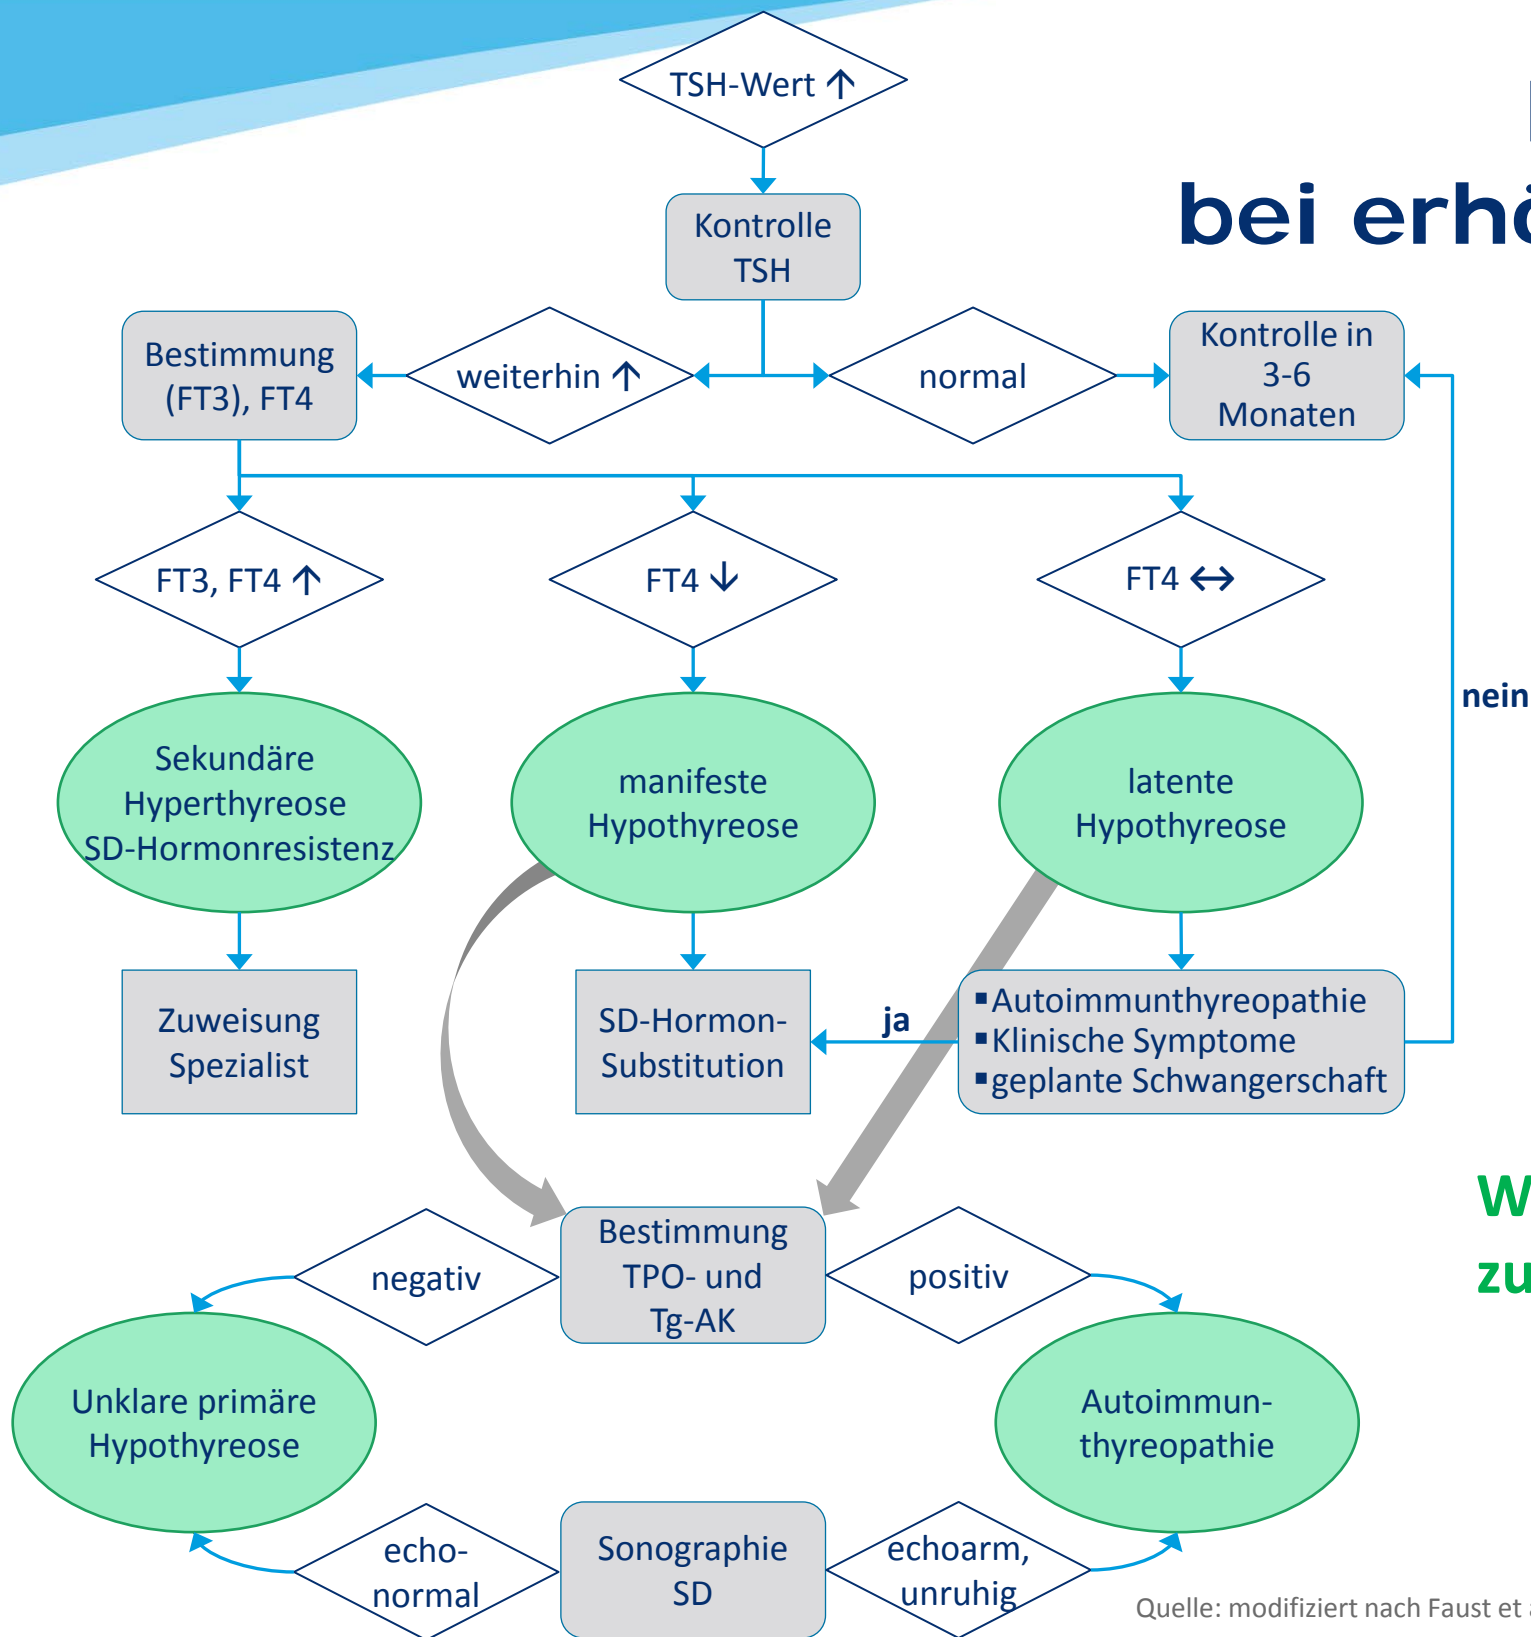 TSH-Wert ↑
bei
Kontrolle
TSH
Bestimmung
(FT3), FT4
weiterhin ↑
normal
Kontrolle in
3-6
Monaten
FT3, FT4 ↑
FT4 ↓
FT4 ↔
nein
Sekundäre
Hyperthyreose
SD-Hormonresistenz
manifeste
Hypothyreose
latente
Hypothyreose
Zuweisung
Spezialist
SD-Hormon-
Substitution
ja
▪Autoimmunthyreopathie
▪Klinische Symptome
▪geplante Schwangerschaft
negativ
Bestimmung
TPO- und
Tg-AK
positiv
zu
Unklare primäre
Hypothyreose
Autoimmun-
thyreopathie
echo-
normal
Sonographie
SD
echoarm,
unruhig
Quelle: modifiziert nach Faust et